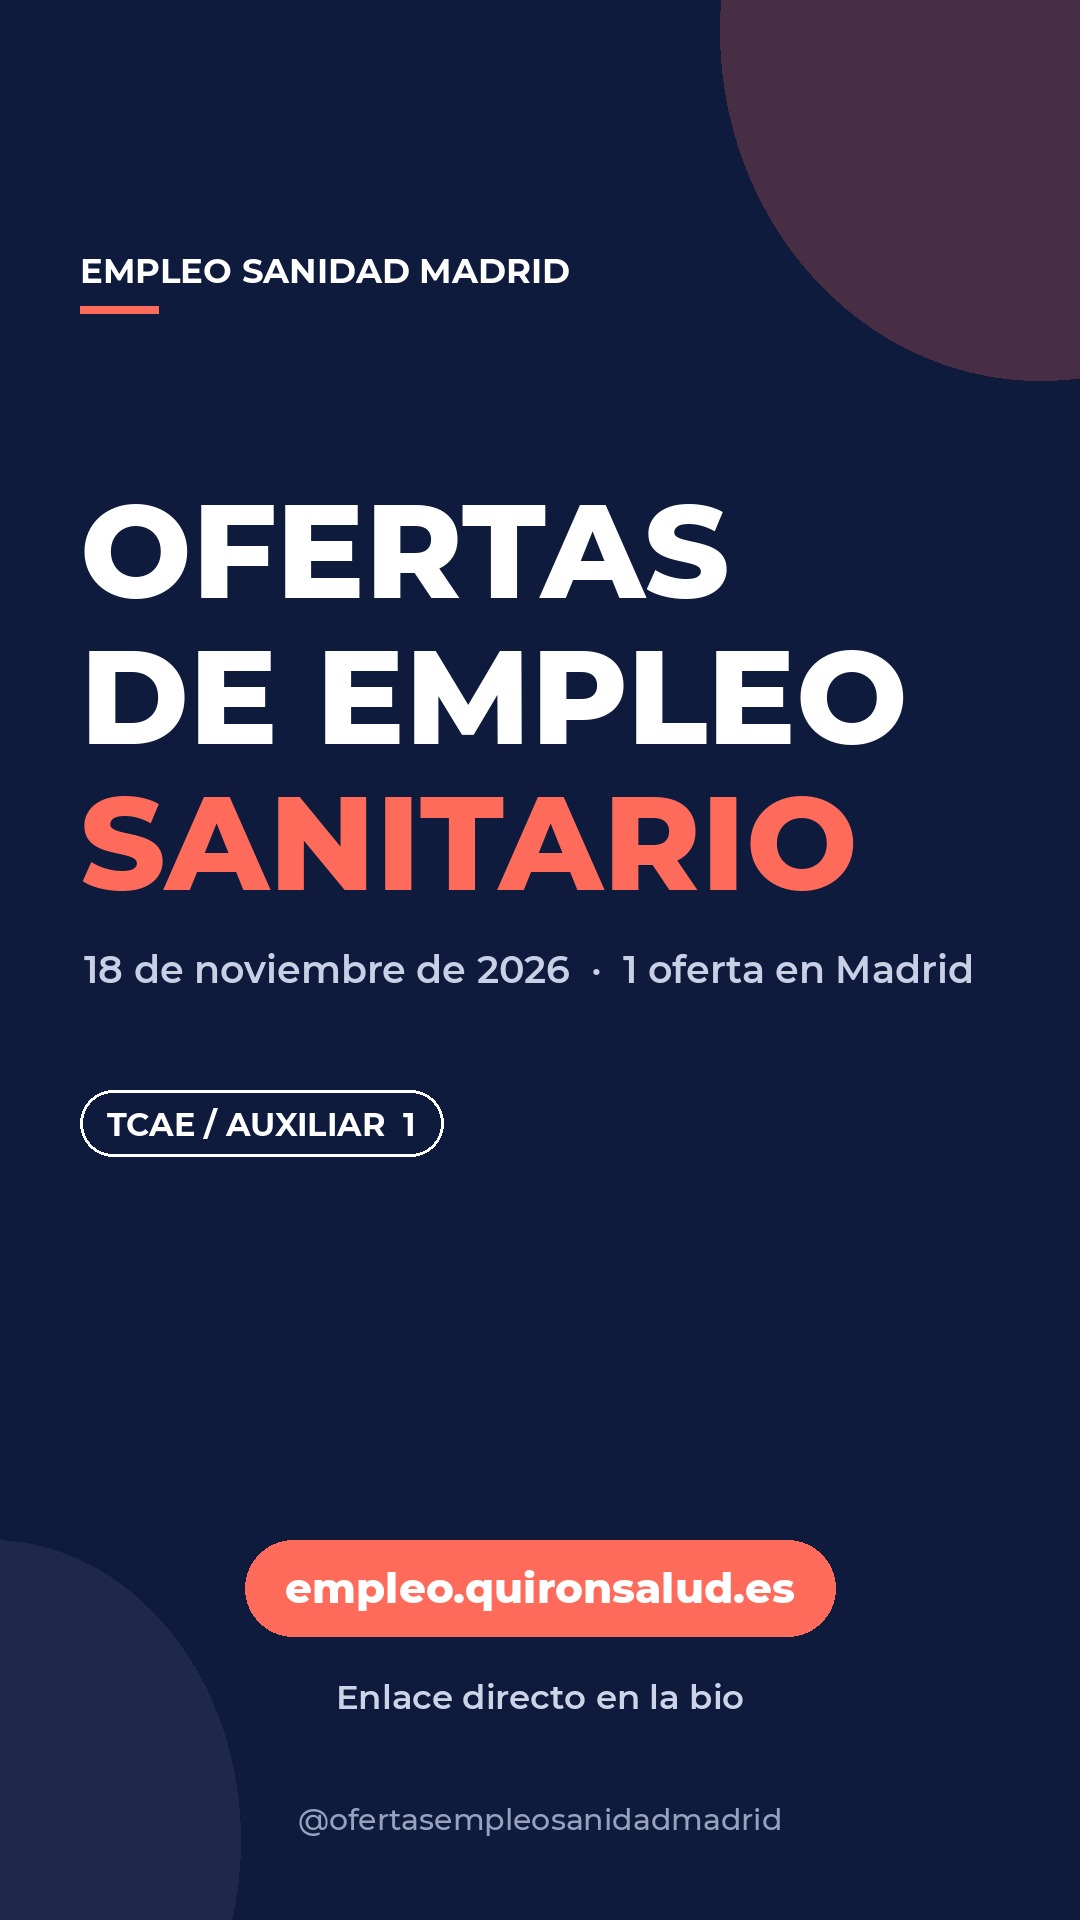 EMPLEO SANIDAD MADRID
OFERTAS
DE EMPLEO
SANITARIO
18 de noviembre de 2026 · 1 oferta en Madrid
TCAE / AUXILIAR 1
empleo.quironsalud.es
Enlace directo en la bio
@ofertasempleosanidadmadrid